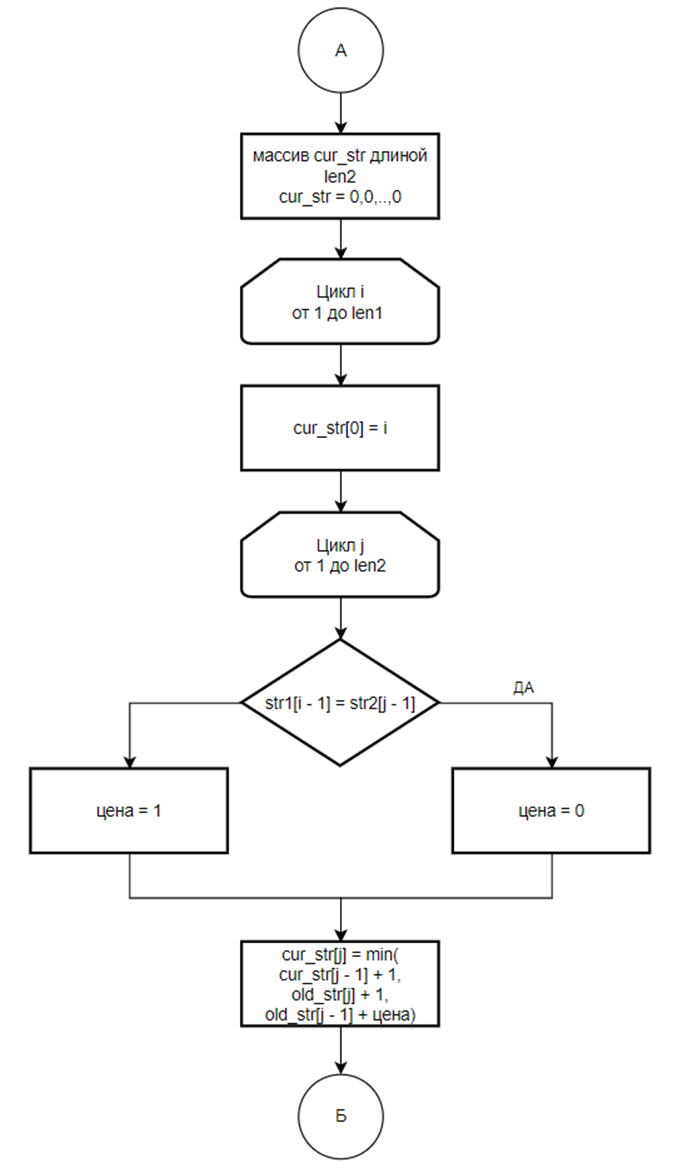 А
массив cur_str длиной
len2
cur_str = 0,0,..,0
Цикл i
от 1 до len1
cur_str[0] = i
Цикл j
от 1 до len2
str1[i - 1] = str2[j - 1]
ДА
цена = 1
цена = 0
cur_str[j] = min(
cur_str[j - 1] + 1,
old_str[j] + 1,
old_str[j - 1] + цена)
Б